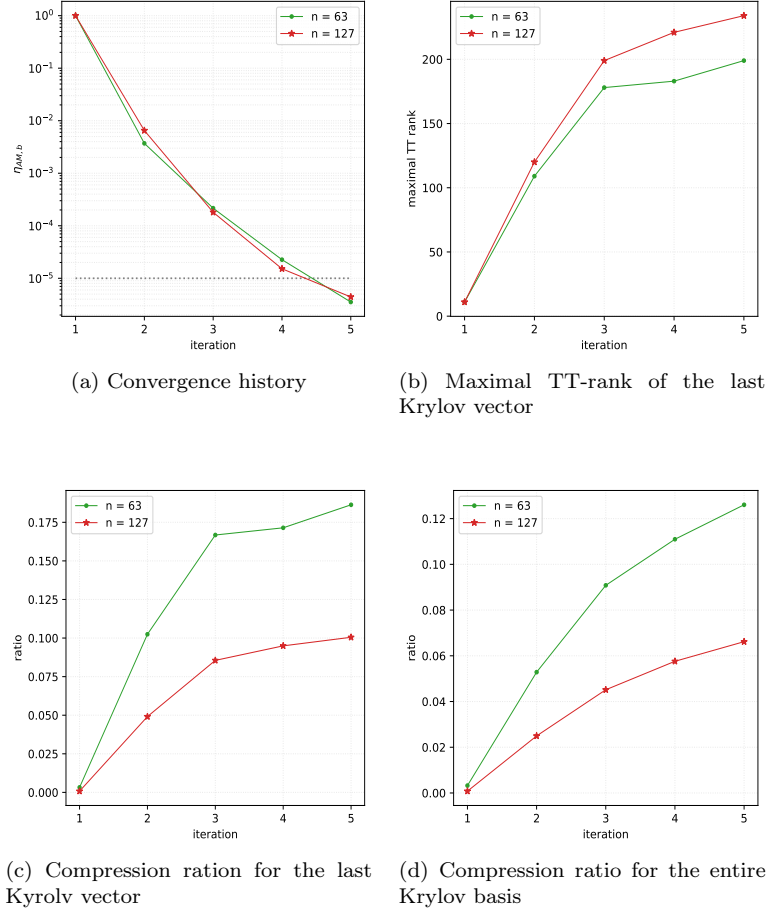 10^0
10^-1
10^-2
10^-3
10^-4
10^-5
η_{AM,b}
n = 63
n = 127
1 2 3 4 5
iteration
(a) Convergence history
200
150
100
50
0
maximal TT rank
n = 63
n = 127
1 2 3 4 5
iteration
(b) Maximal TT-rank of the last
Krylov vector
0.175
0.150
0.125
0.100
0.075
0.050
0.025
0.000
ratio
n = 63
n = 127
1 2 3 4 5
iteration
(c) Compression ration for the last
Kyrolv vector
0.12
0.10
0.08
0.06
0.04
0.02
0.00
ratio
n = 63
n = 127
1 2 3 4 5
iteration
(d) Compression ratio for the entire
Krylov basis